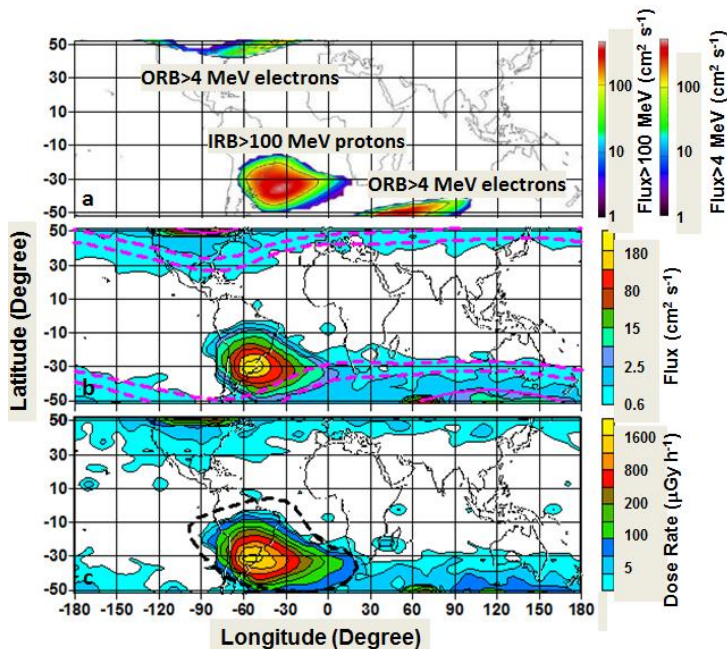 50
30
10
-10
-30
-50
ORB>4 MeV electrons
IRB>100 MeV protons
ORB>4 MeV electrons
a
100
10
1
Flux>100 MeV (cm² s⁻¹)
100
10
1
Flux>4 MeV (cm² s⁻¹)
Latitude (Degree)
50
30
10
-10
-30
-50
b
180
80
15
2.5
0.6
Flux (cm² s⁻¹)
50
30
10
-10
-30
-50
c
1600
800
200
100
5
Dose Rate (µGy h⁻¹)
-180 -150 -120 -90 -60 -30 0 30 60 90 120 150 180
Longitude (Degree)